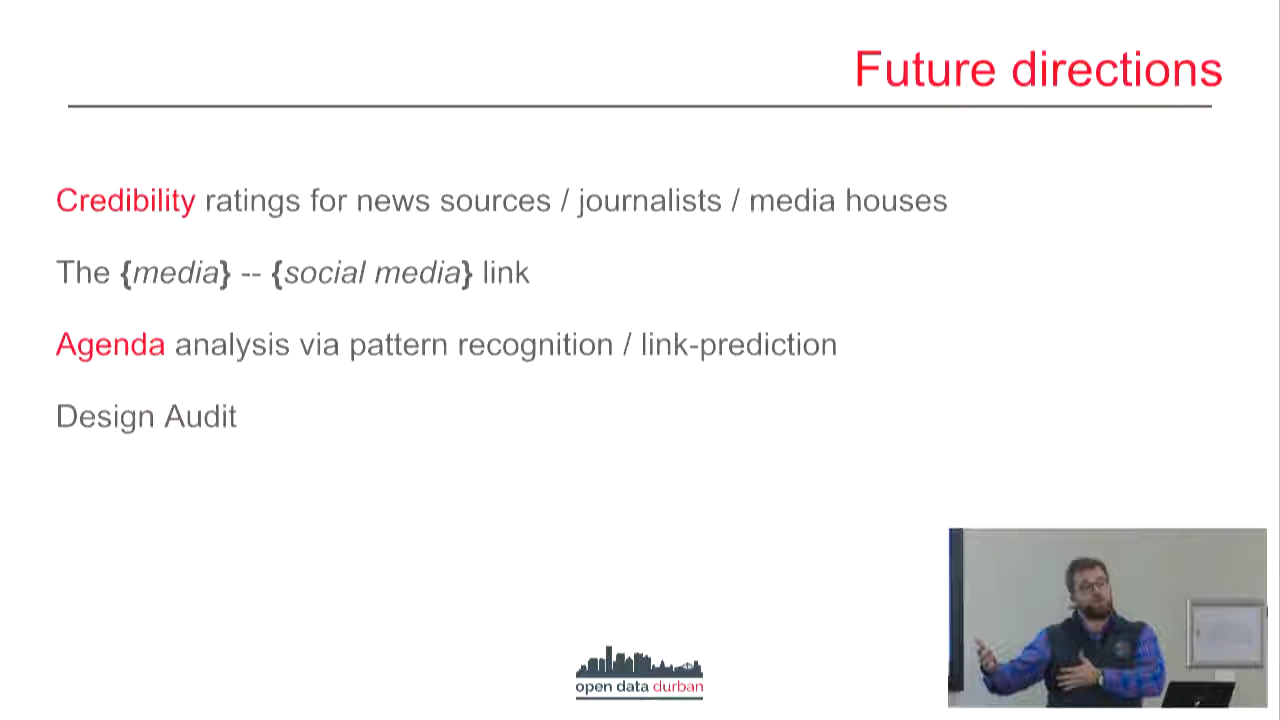 Future directions
Credibility ratings for news sources / journalists / media houses
The {media} -- {social media} link
Agenda analysis via pattern recognition / link-prediction
Design Audit
open data durban